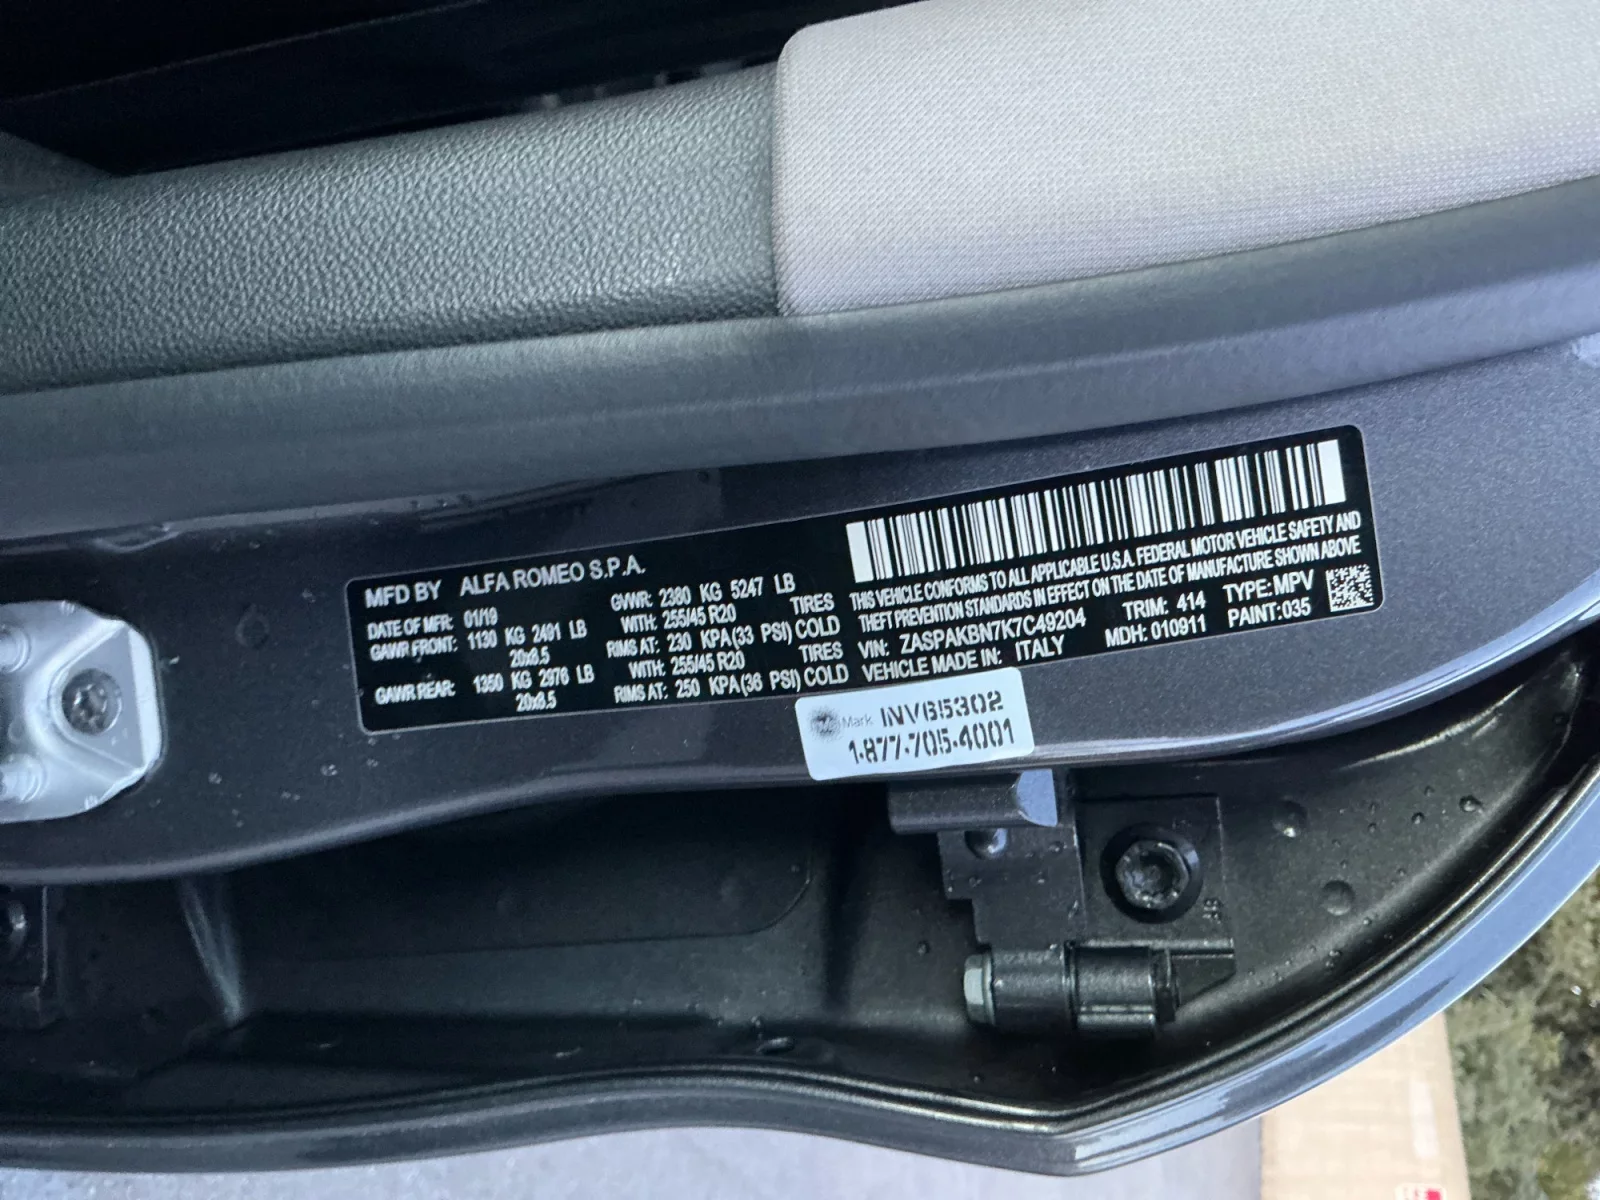 MFD BY ALFA ROMEO S.P.A.
DATE OF MFR: 01/19 GVWR: 2380 KG 5247 LB
GAWR FRONT: 1130 KG 2491 LB WITH: 255/45 R20 TIRES
20x8.5 RIMS AT: 230 KPA(33 PSI) COLD
GAWR REAR: 1350 KG 2976 LB WITH: 255/45 R20 TIRES
20x8.5 RIMS AT: 250 KPA(36 PSI) COLD
THIS VEHICLE CONFORMS TO ALL APPLICABLE U.S.A. FEDERAL MOTOR VEHICLE SAFETY AND
THEFT PREVENTION STANDARDS IN EFFECT ON THE DATE OF MANUFACTURE SHOWN ABOVE
VIN: ZASPAKBN7K7C49204 TRIM: 414 TYPE: MPV
VEHICLE MADE IN: ITALY MDH: 010911 PAINT:035
Mark INV65302
1-877-705-4001